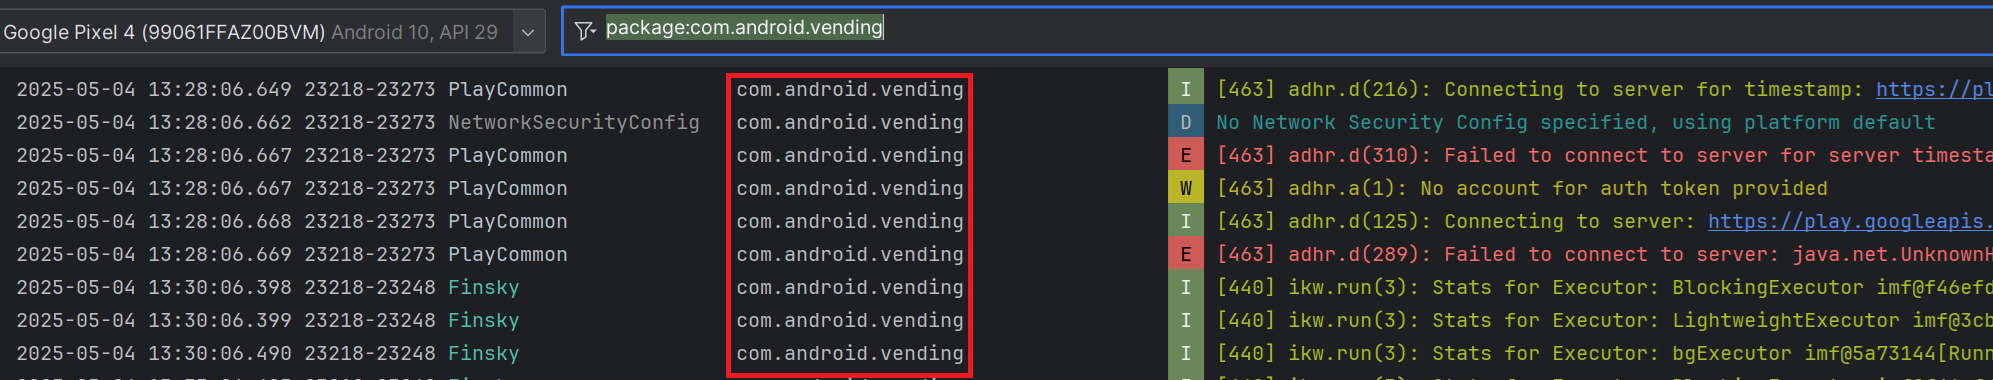 Google Pixel 4 (99061FFAZ00BVM) Android 10, API 29 package:com.android.vending
2025-05-04 13:28:06.649 23218-23273 PlayCommon com.android.vending I [463] adhr.d(216): Connecting to server for timestamp: https://pl
2025-05-04 13:28:06.662 23218-23273 NetworkSecurityConfig com.android.vending D No Network Security Config specified, using platform default
2025-05-04 13:28:06.667 23218-23273 PlayCommon com.android.vending E [463] adhr.d(310): Failed to connect to server for server timesta
2025-05-04 13:28:06.667 23218-23273 PlayCommon com.android.vending W [463] adhr.a(1): No account for auth token provided
2025-05-04 13:28:06.668 23218-23273 PlayCommon com.android.vending I [463] adhr.d(125): Connecting to server: https://play.googleapis.
2025-05-04 13:28:06.669 23218-23273 PlayCommon com.android.vending E [463] adhr.d(289): Failed to connect to server: java.net.UnknownH
2025-05-04 13:30:06.398 23218-23248 Finsky com.android.vending I [440] ikw.run(3): Stats for Executor: BlockingExecutor imf@f46efd
2025-05-04 13:30:06.399 23218-23248 Finsky com.android.vending I [440] ikw.run(3): Stats for Executor: LightweightExecutor imf@3cb
2025-05-04 13:30:06.490 23218-23248 Finsky com.android.vending I [440] ikw.run(3): Stats for Executor: bgExecutor imf@5a73144[Runn